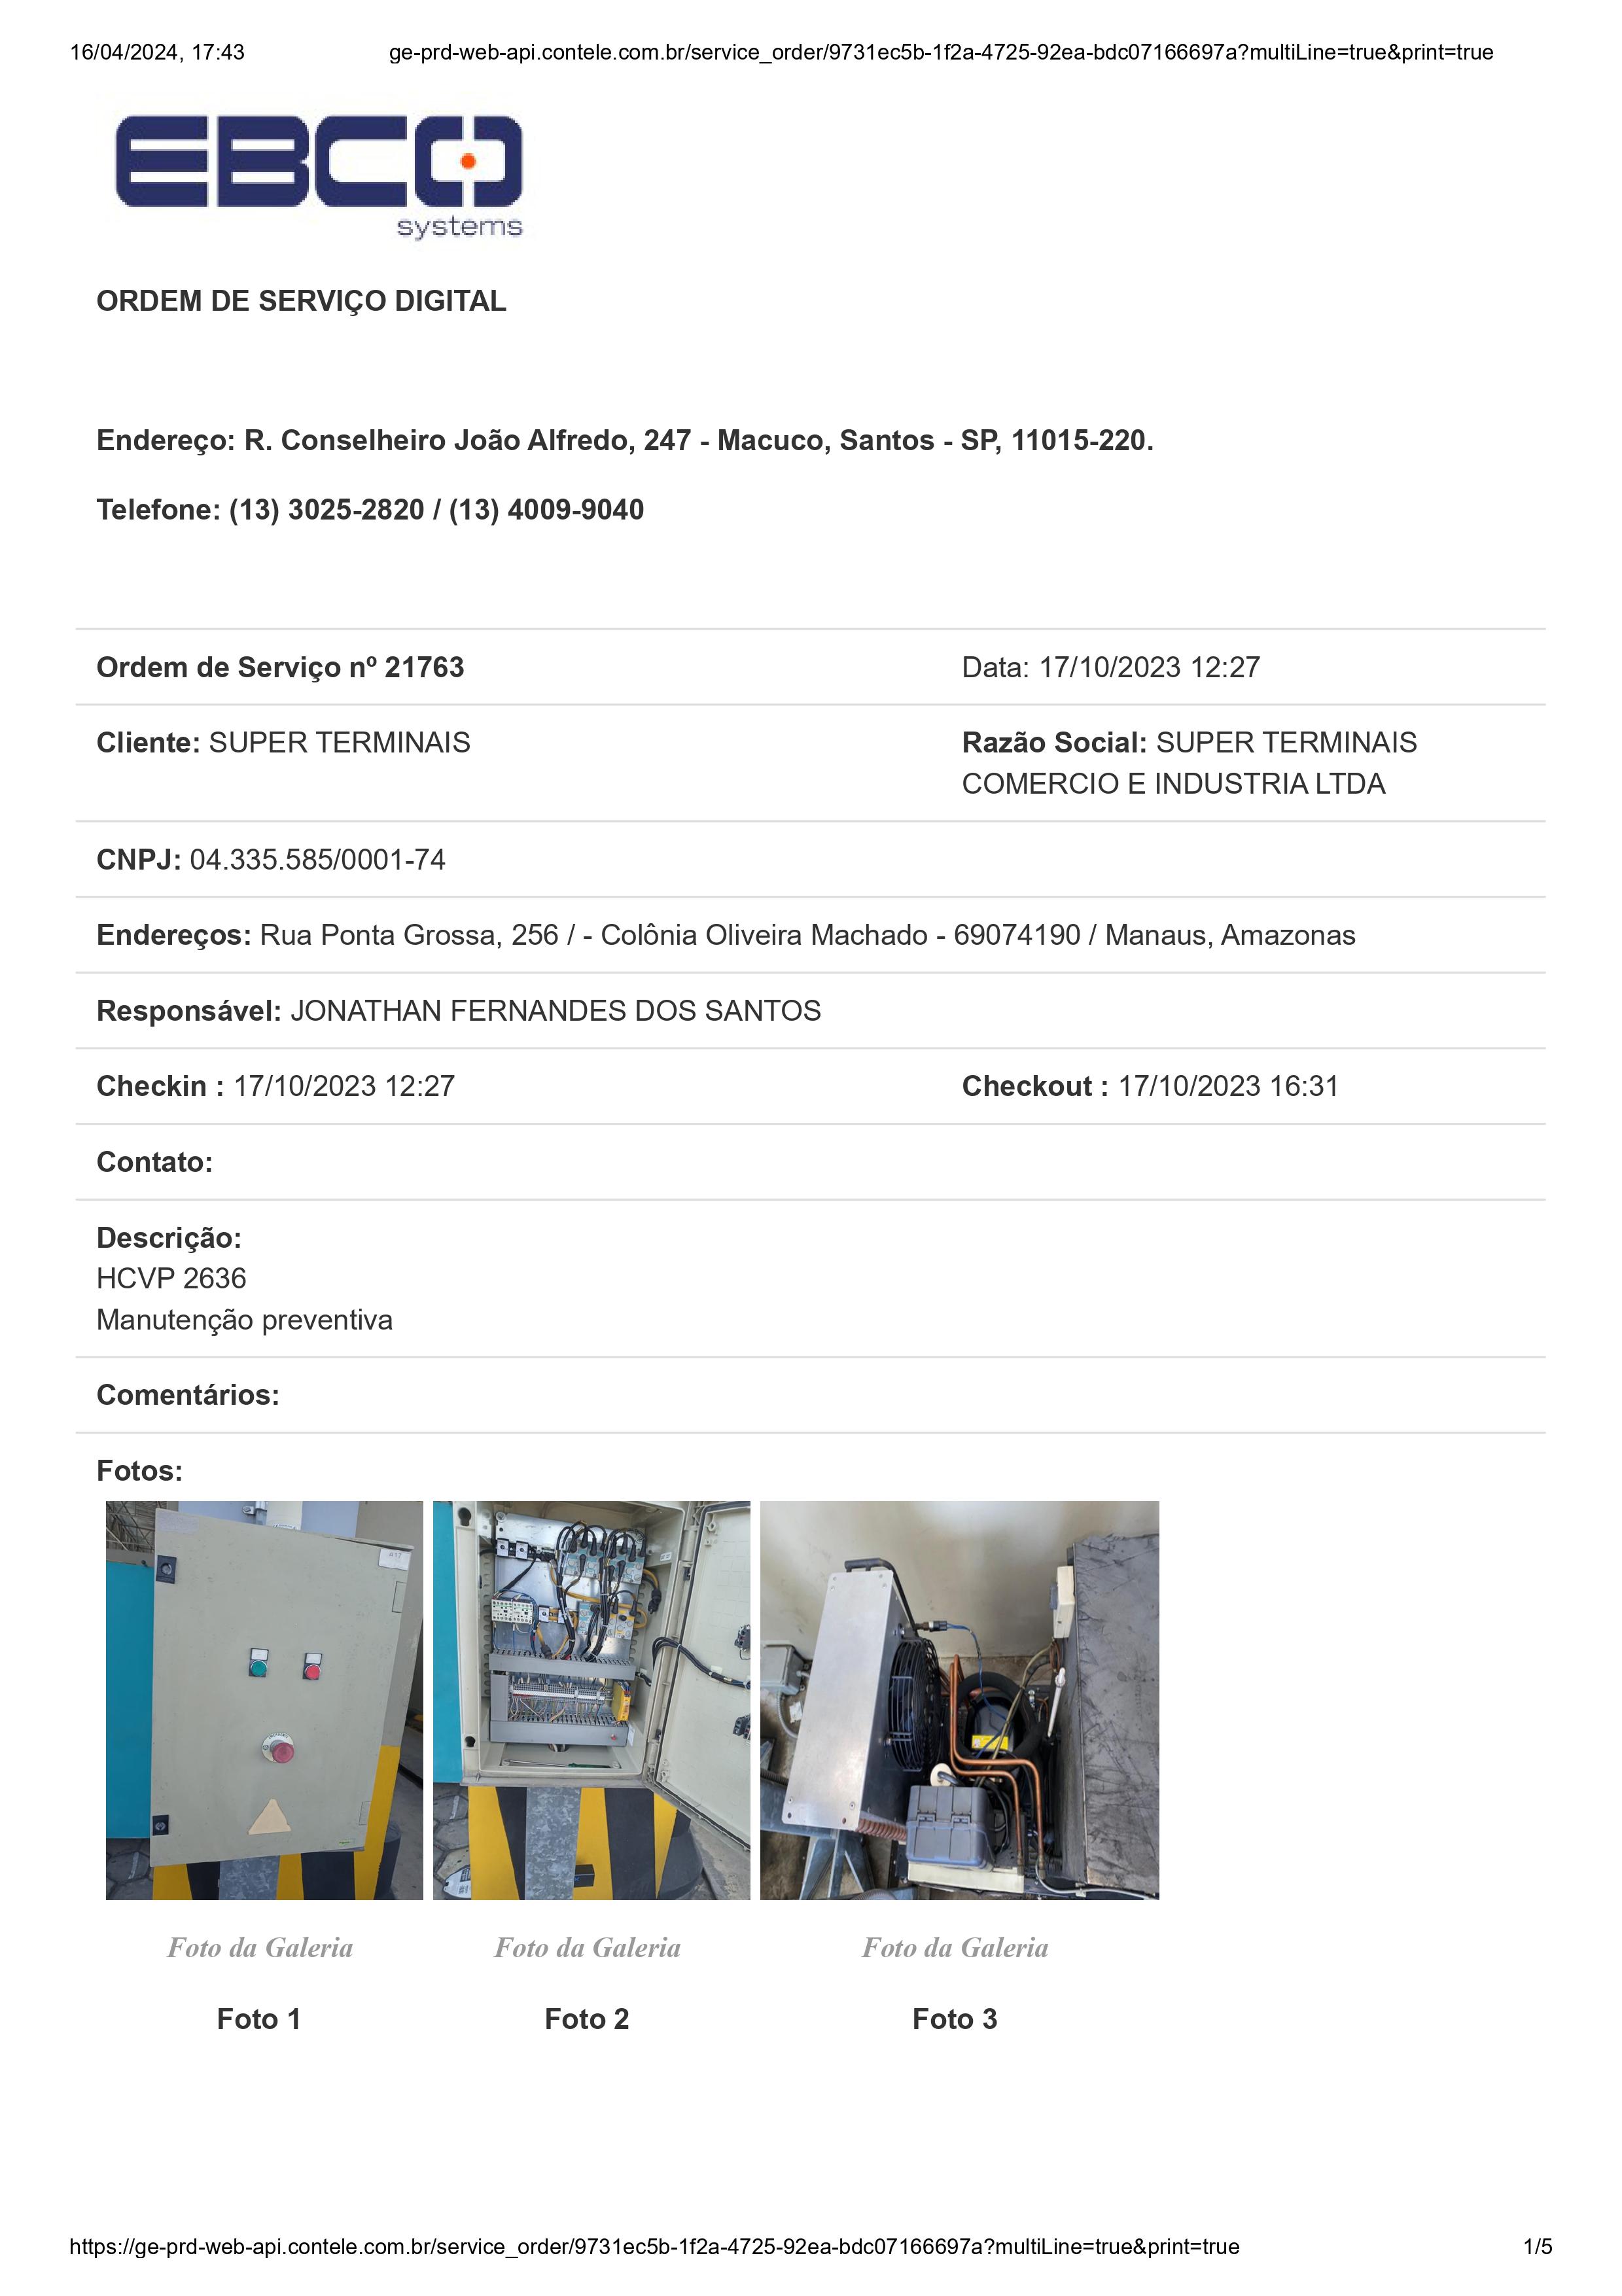 16/04/2024, 17:43
ge-prd-web-api.contele.com.br/service_order/9731ec5b-1f2a-4725-92ea-bdc07166697a?multiLine=true&print=true
EBCO
systems
ORDEM DE SERVIÇO DIGITAL
Endereço: R. Conselheiro João Alfredo, 247 - Macuco, Santos - SP, 11015-220.
Telefone: (13) 3025-2820 / (13) 4009-9040
Ordem de Serviço nº 21763
Data: 17/10/2023 12:27
Cliente: SUPER TERMINAIS
Razão Social: SUPER TERMINAIS
COMERCIO E INDUSTRIA LTDA
CNPJ: 04.335.585/0001-74
Endereços: Rua Ponta Grossa, 256 / - Colônia Oliveira Machado - 69074190 / Manaus, Amazonas
Responsável: JONATHAN FERNANDES DOS SANTOS
Checkin : 17/10/2023 12:27
Checkout : 17/10/2023 16:31
Contato:
Descrição:
HCVP 2636
Manutenção preventiva
Comentários:
Fotos:
Foto da Galeria
Foto da Galeria
Foto da Galeria
Foto 1
Foto 2
Foto 3
https://ge-prd-web-api.contele.com.br/service_order/9731ec5b-1f2a-4725-92ea-bdc07166697a?multiLine=true&print=true
1/5